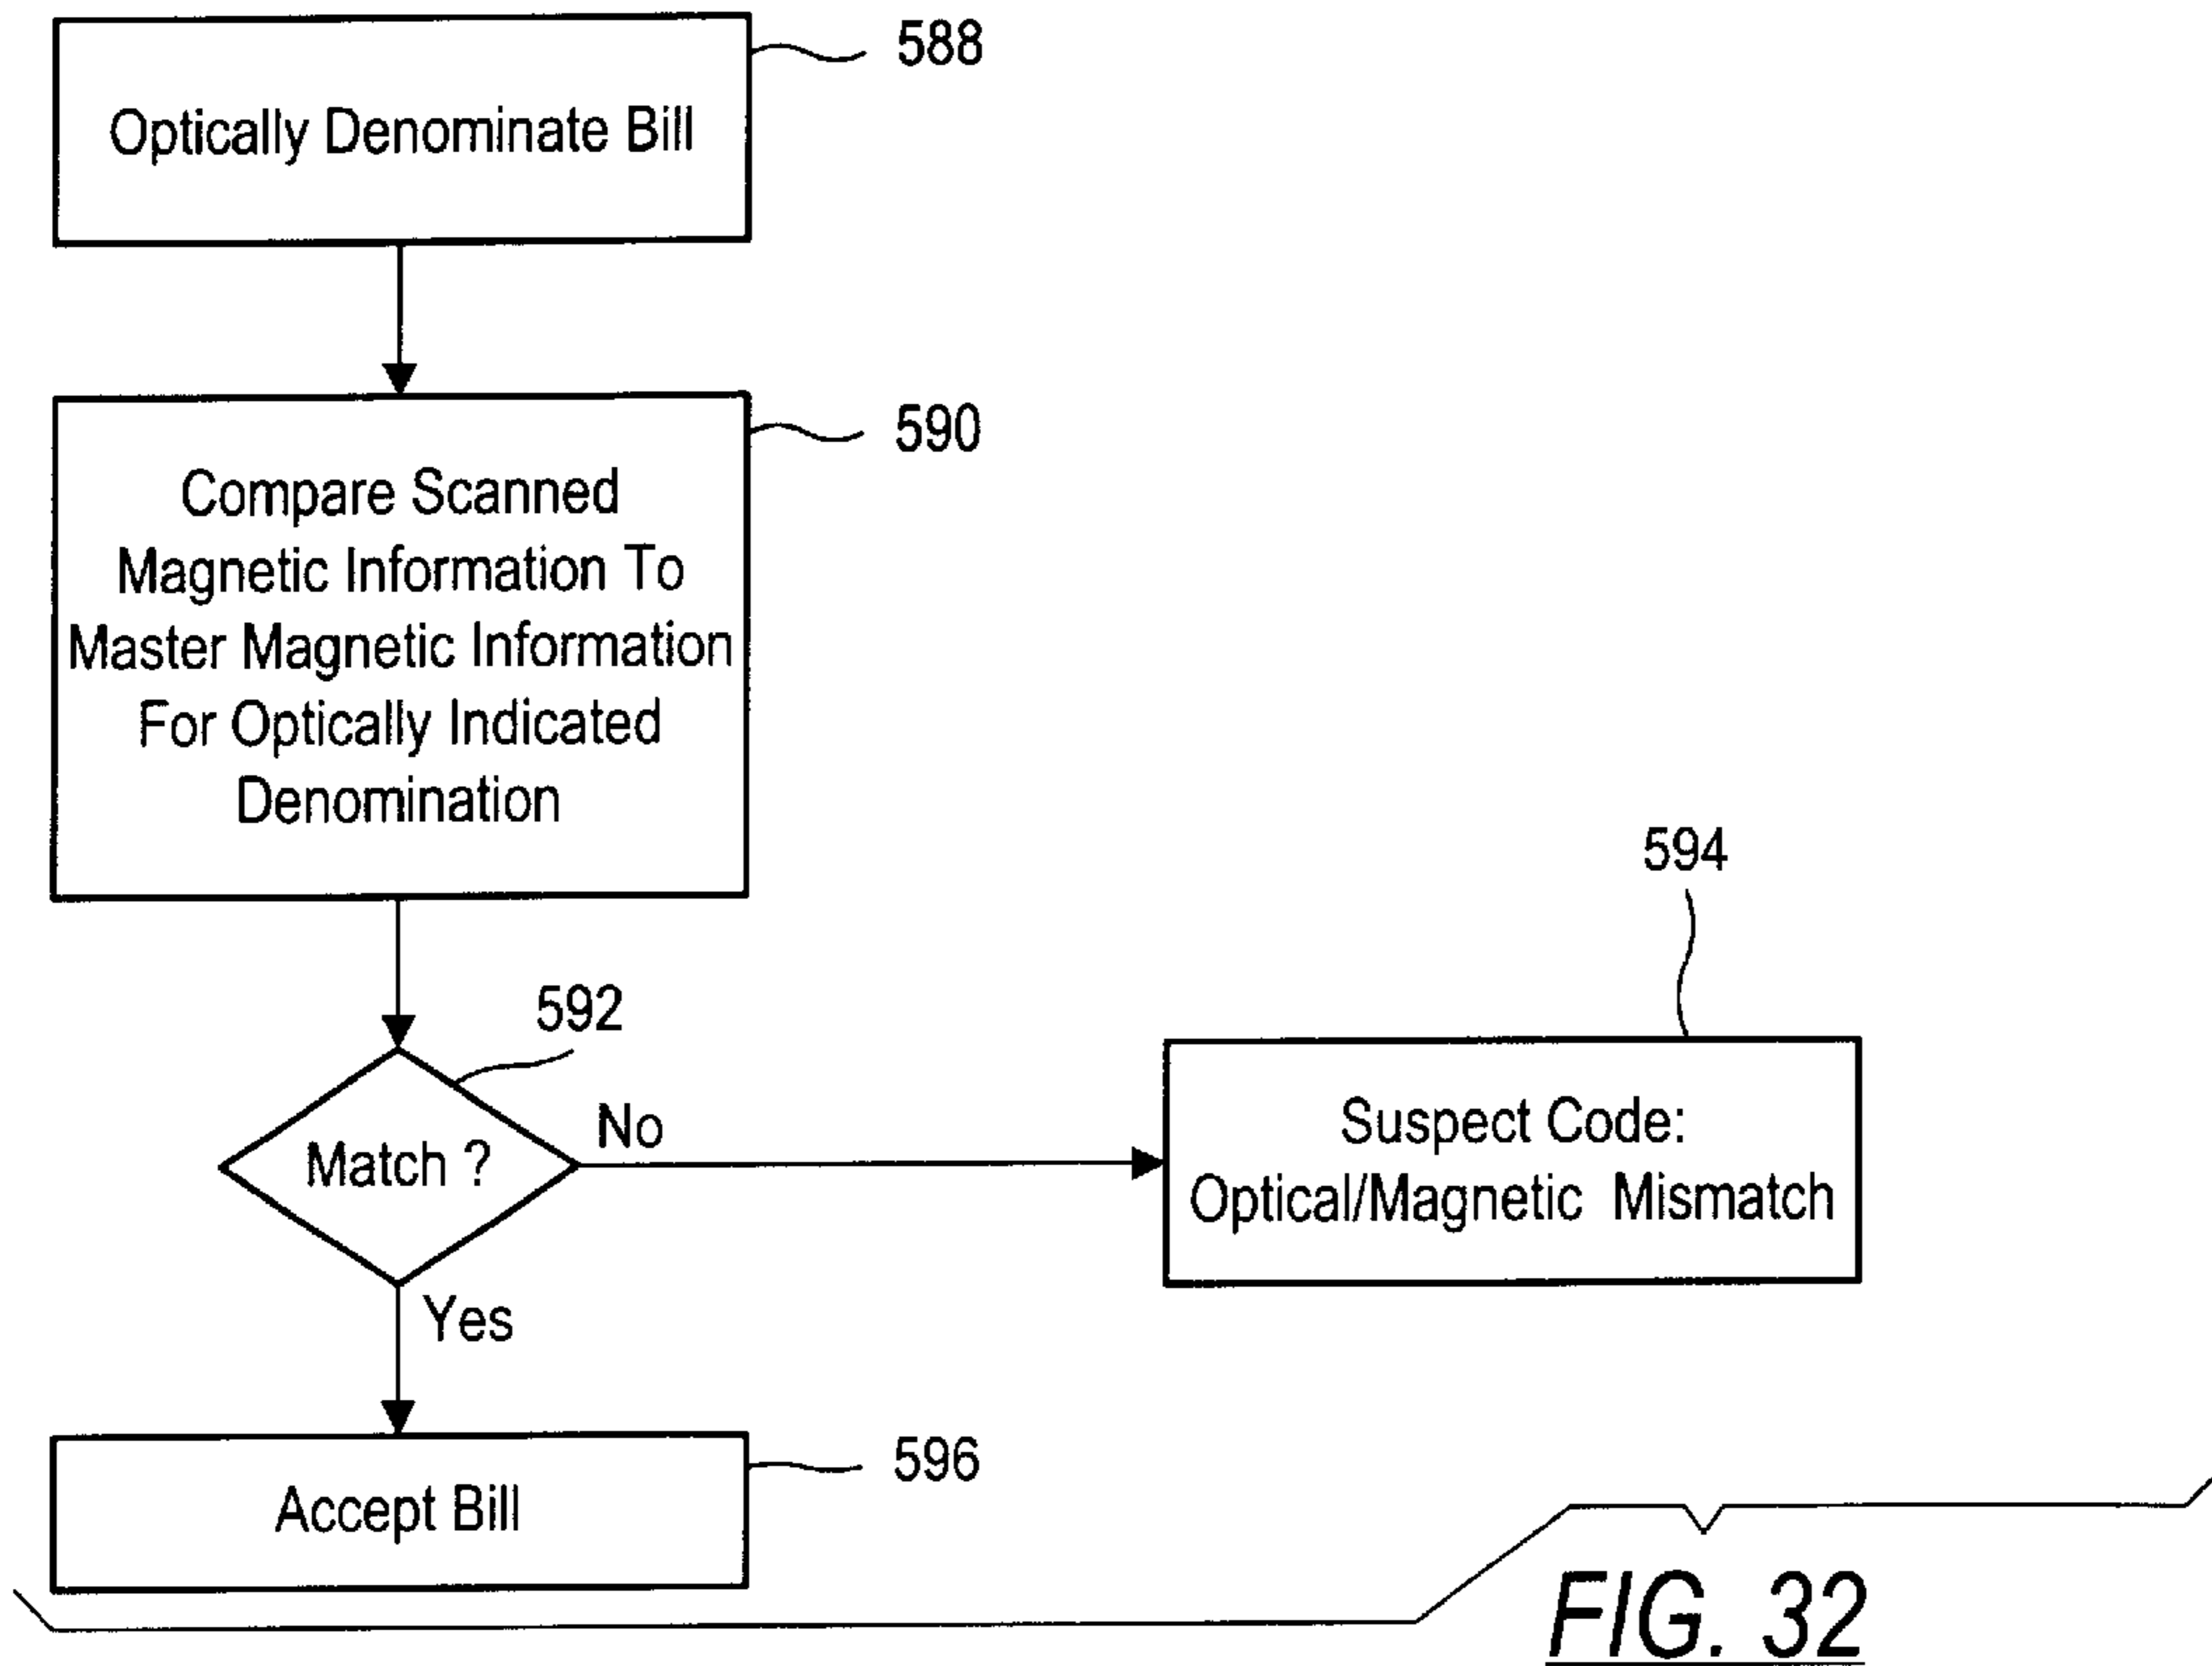 588
Optically Denominate Bill
590
Compare Scanned
Magnetic Information To
Master Magnetic Information
For Optically Indicated
Denomination
592
Match ?
No
594
Suspect Code:
Optical/Magnetic Mismatch
Yes
596
Accept Bill
FIG. 32